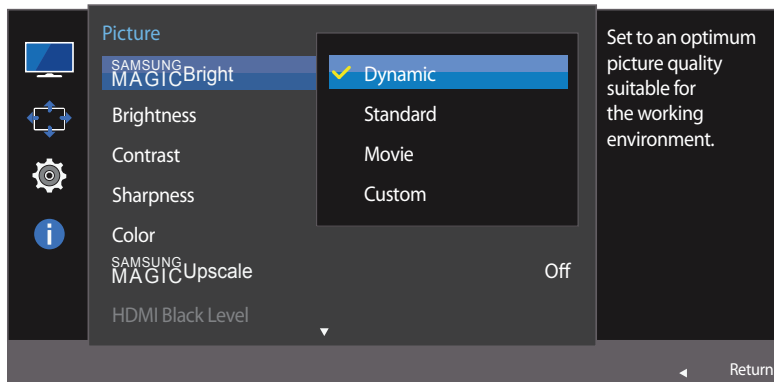 Picture
SAMSUNG
MAGICBright
Brightness
Contrast
Sharpness
Color
SAMSUNG
MAGICUpscale
Off
HDMI Black Level
Dynamic
Standard
Movie
Custom
Set to an optimum
picture quality
suitable for
the working
environment.
Return